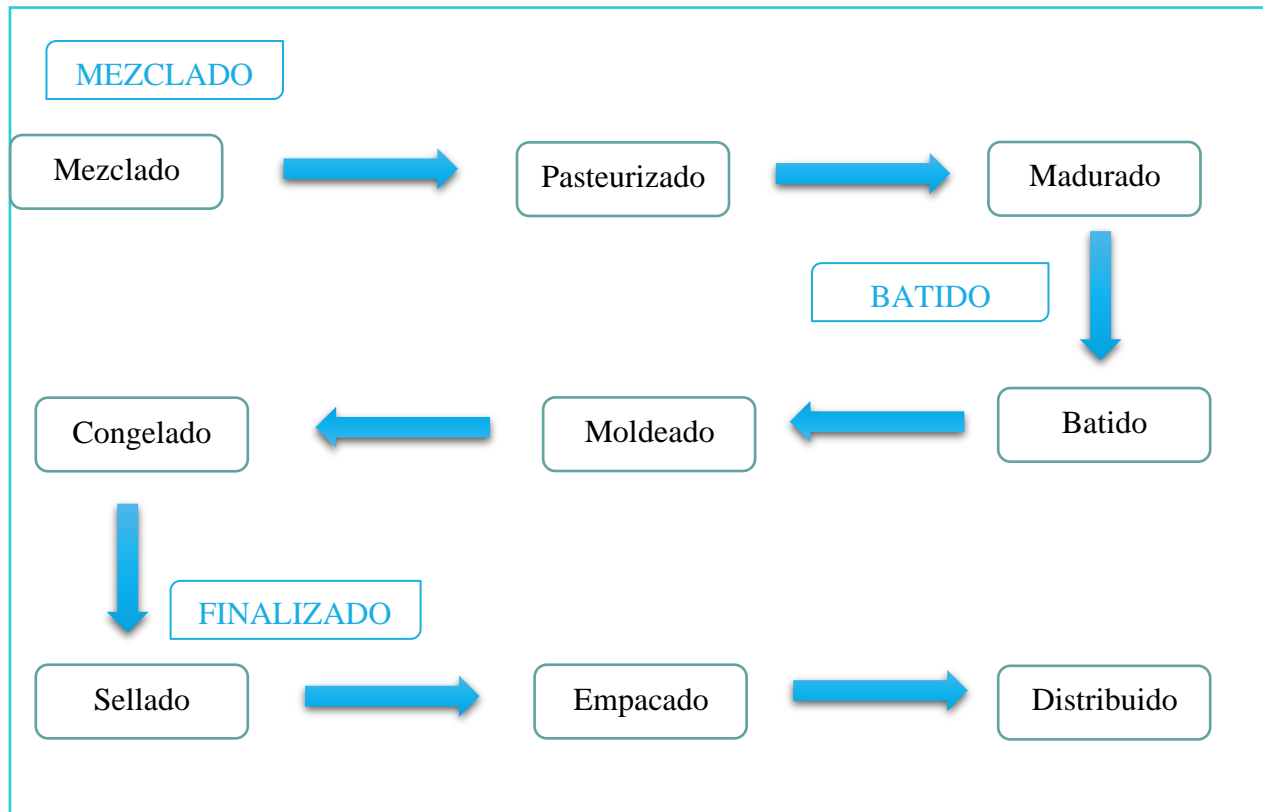 MEZCLADO
Mezclado
Pasteurizado
Madurado
BATIDO
Batido
Moldeado
Congelado
FINALIZADO
Sellado
Empacado
Distribuido